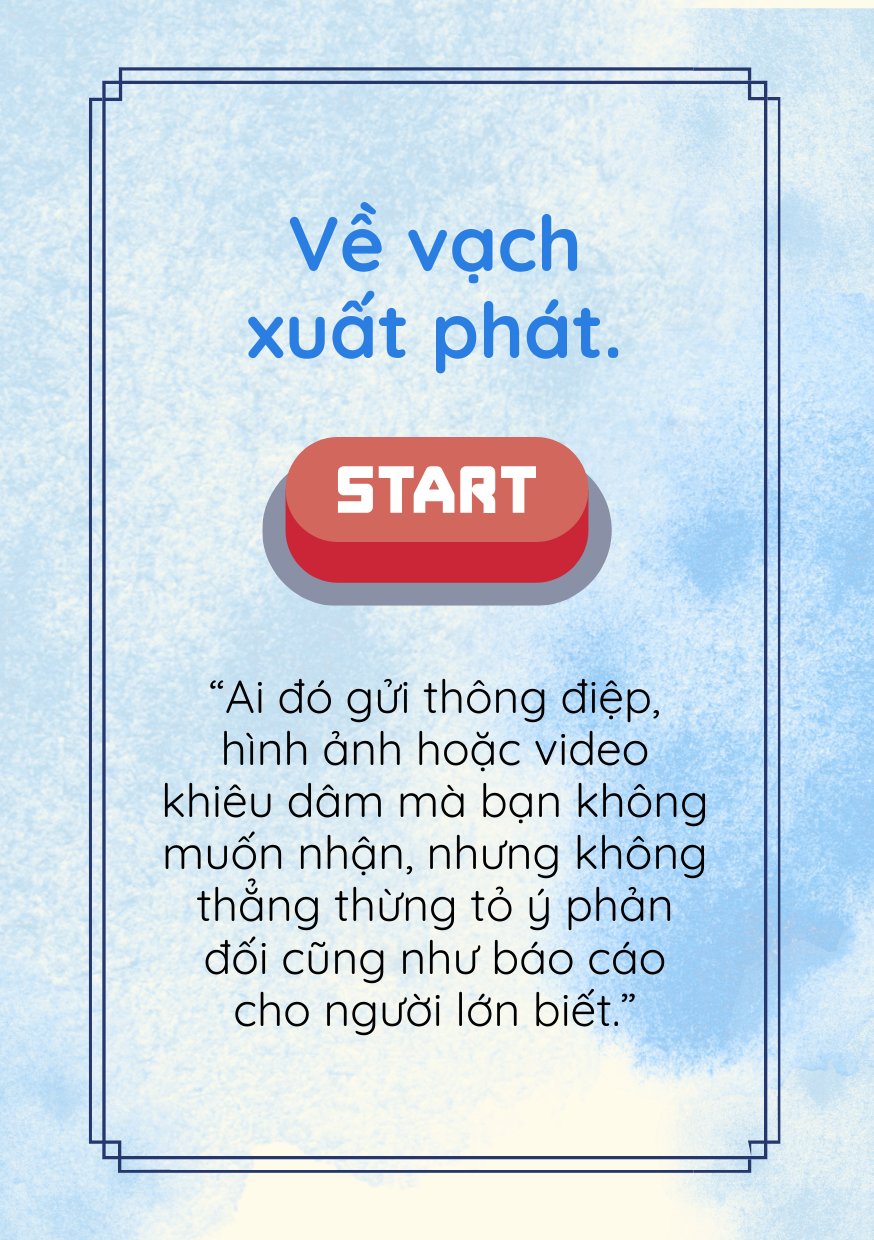 Về vạch
xuất phát.
START
“Ai đó gửi thông điệp,
hình ảnh hoặc video
khiêu dâm mà bạn không
muốn nhận, nhưng không
thẳng thừng tỏ ý phản
đối cũng như báo cáo
cho người lớn biết.”